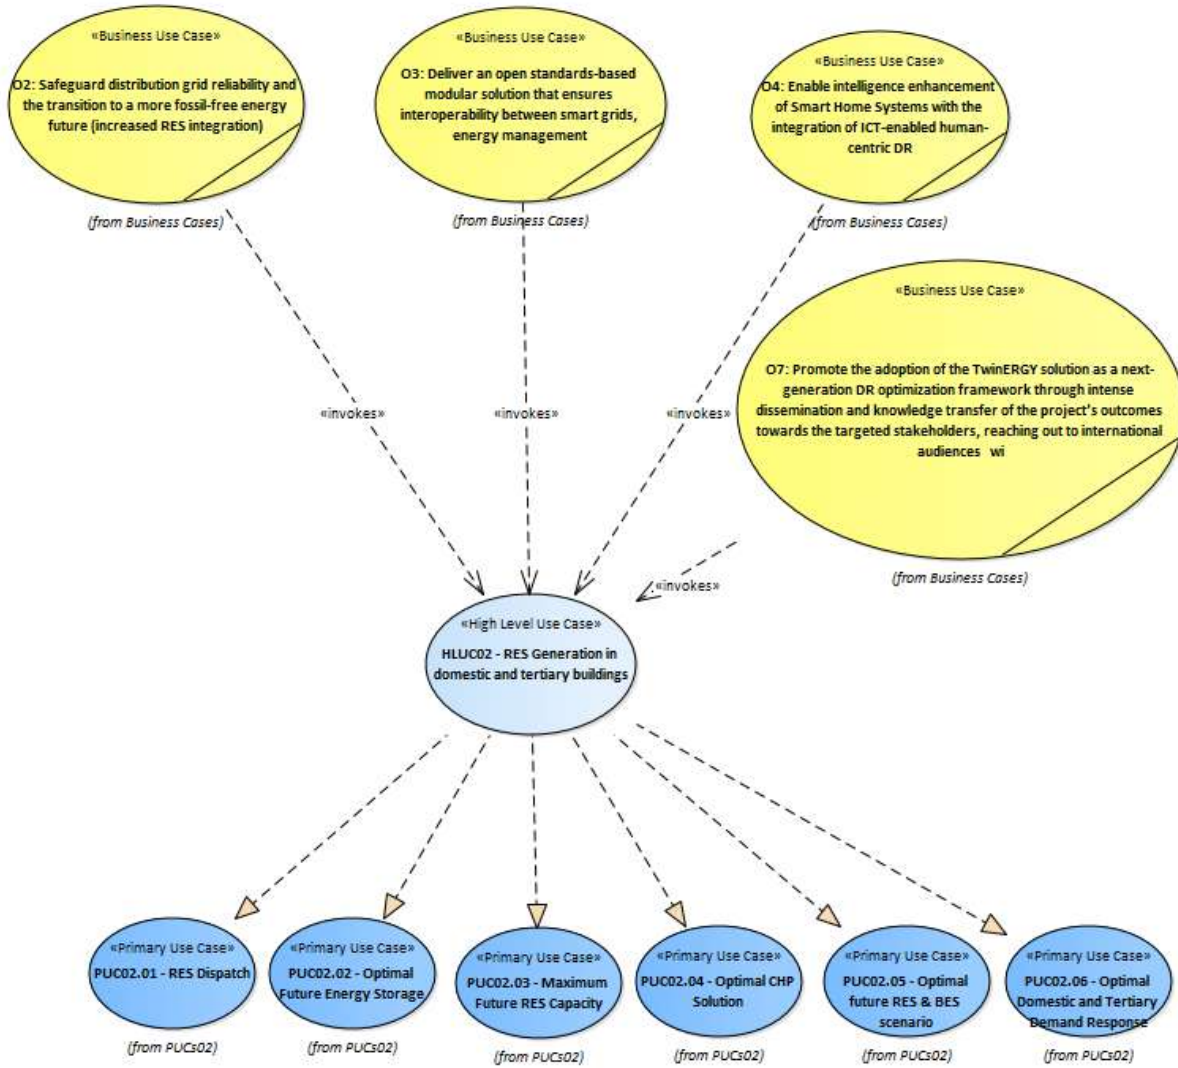 «Business Use Case»
O2: Safeguard distribution grid reliability and
the transition to a more fossil-free energy
future (increased RES integration)
(from Business Cases)
«Business Use Case»
O3: Deliver an open standards-based
modular solution that ensures
interoperability between smart grids,
energy management
(from Business Cases)
«Business Use Case»
O4: Enable intelligence enhancement
of Smart Home Systems with the
integration of ICT-enabled human-
centric DR
(from Business Cases)
«Business Use Case»
O7: Promote the adoption of the TwinERGY solution as a next-
generation DR optimization framework through intense
dissemination and knowledge transfer of the project's outcomes
towards the targeted stakeholders, reaching out to international
audiences wi
(from Business Cases)
«invokes»
«invokes»
«invokes»
«invokes»
«High Level Use Case»
HLUC02 - RES Generation in
domestic and tertiary buildings
«Primary Use Case»
PUC02.01 - RES Dispatch
(from PUCs02)
«Primary Use Case»
PUC02.02 - Optimal
Future Energy Storage
(from PUCs02)
«Primary Use Case»
PUC02.03 - Maximum
Future RES Capacity
(from PUCs02)
«Primary Use Case»
PUC02.04 - Optimal CHP
Solution
(from PUCs02)
«Primary Use Case»
PUC02.05 - Optimal
future RES & BES
scenario
(from PUCs02)
«Primary Use Case»
PUC02.06 - Optimal
Domestic and Tertiary
Demand Response
(from PUCs02)